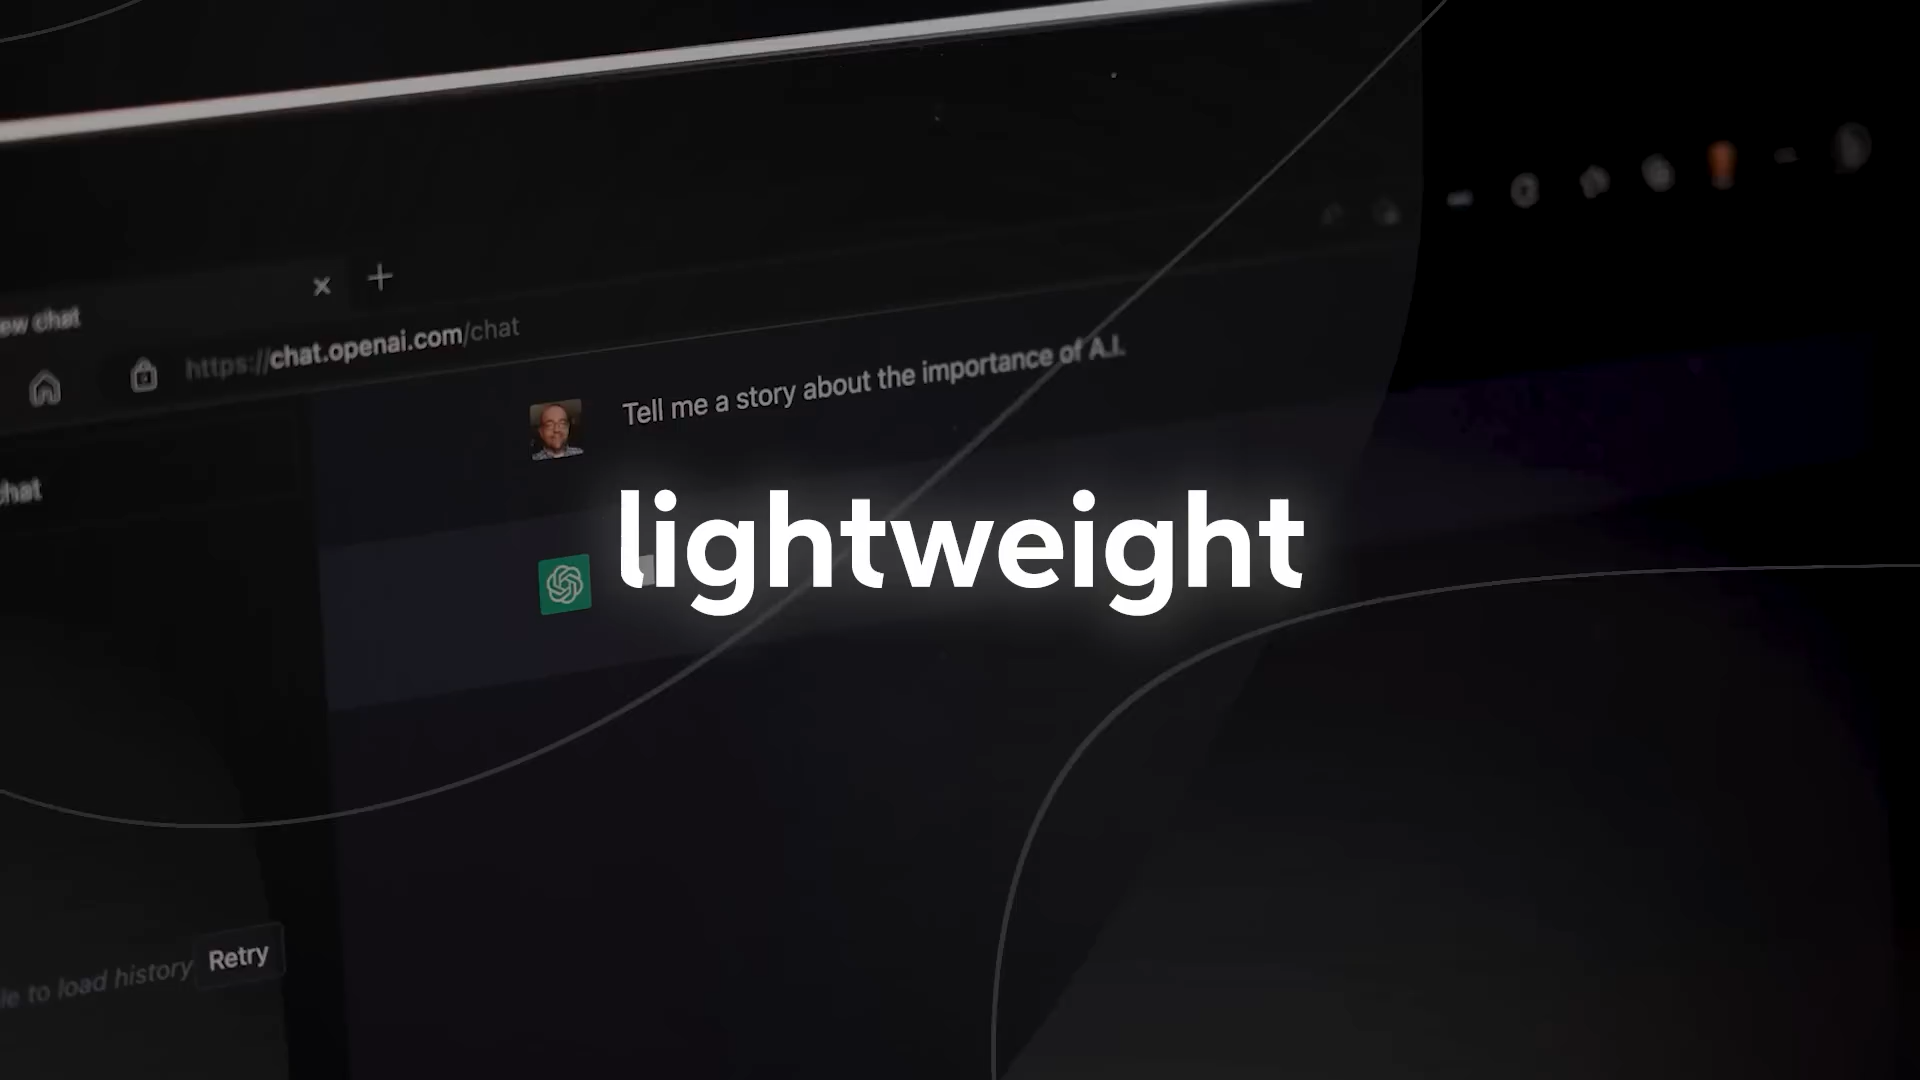 ew chat
https://chat.openai.com/chat
Tell me a story about the importance of A.I.
chat
lightweight
le to load history
Retry